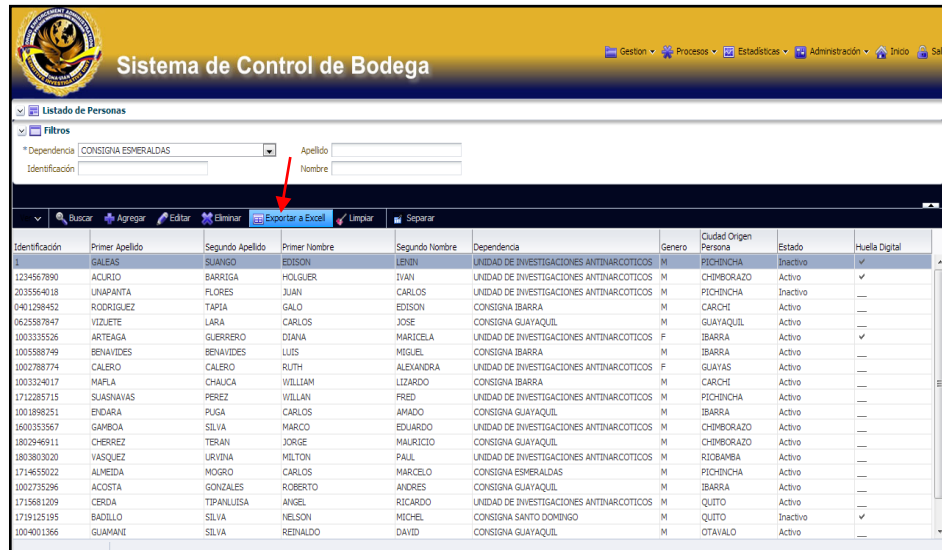 Sistema de Control de Bodega
Gestion Procesos Estadísticas Administración Inicio Sal
Listado de Personas
Filtros
* Dependencia CONSIGNA ESMERALDAS Apellido
Identificación Nombre
Buscar Agregar Editar Eliminar Exportar a Excell Limpiar Separar
Identificación Primer Apellido Segundo Apellido Primer Nombre Segundo Nombre Dependencia Genero Ciudad Origen Persona Estado Huella Digital
1 GALEAS SUANGO EDISON LENIN UNIDAD DE INVESTIGACIONES ANTINARCOTICOS M PICHINCHA Inactivo
1234567890 ACURIO BARRIGA HOLGUER IVAN UNIDAD DE INVESTIGACIONES ANTINARCOTICOS M CHIMBORAZO Activo
2035564018 UNAPANTA FLORES JUAN CARLOS UNIDAD DE INVESTIGACIONES ANTINARCOTICOS M PICHINCHA Inactivo
0401298452 RODRIGUEZ TAPIA GALO EDISON CONSIGNA IBARRA M CARCHI Activo
0625587847 VIZUETE LARA CARLOS JOSE CONSIGNA GUAYAQUIL M GUAYAQUIL Activo
1003335526 ARTEAGA GUERRERO DIANA MARICELA UNIDAD DE INVESTIGACIONES ANTINARCOTICOS F IBARRA Activo
1005588749 BENAVIDES BENAVIDES LUIS MIGUEL CONSIGNA IBARRA M IBARRA Activo
1002788774 CALERO CALERO RUTH ALEXANDRA UNIDAD DE INVESTIGACIONES ANTINARCOTICOS F GUAYAS Activo
1003324017 MAFLA CHAUCA WILLIAM LIZARDO CONSIGNA IBARRA M CARCHI Activo
1712285715 SUASNAVAS PEREZ WILLAN FRED UNIDAD DE INVESTIGACIONES ANTINARCOTICOS M PICHINCHA Activo
1001898251 ENDARA PUGA CARLOS AMADO CONSIGNA GUAYAQUIL M IBARRA Activo
1600353567 GAMBOA SILVA MARCO EDUARDO UNIDAD DE INVESTIGACIONES ANTINARCOTICOS M CHIMBORAZO Activo
1802946911 CHERREZ TERAN JORGE MAURICIO CONSIGNA GUAYAQUIL M CHIMBORAZO Activo
1803803020 VASQUEZ URVINA MILTON PAUL UNIDAD DE INVESTIGACIONES ANTINARCOTICOS M RIOBAMBA Activo
1714655022 ALMEIDA MOGRO CARLOS MARCELO CONSIGNA ESMERALDAS M PICHINCHA Activo
1002735296 ACOSTA GONZALES ROBERTO ANDRES CONSIGNA GUAYAQUIL M IBARRA Activo
1715681209 CERDA TIPANLUISA ANGEL RICARDO UNIDAD DE INVESTIGACIONES ANTINARCOTICOS M QUITO Activo
1719125195 BADILLO SILVA NELSON MICHEL CONSIGNA SANTO DOMINGO M QUITO Inactivo
1004001366 GUAMANI SILVA REINALDO DAVID CONSIGNA GUAYAQUIL M OTAVALO Activo